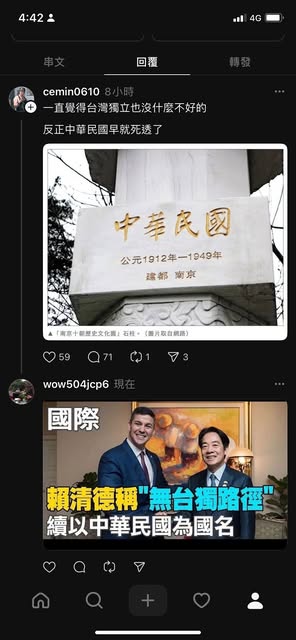 4:42
4G
串文
回覆
轉發
cemin0610 8小時
一直覺得台灣獨立也沒什麼不好的
反正中華民國早就死透了
中華民國
公元1912年一1949年
建都 南京
▲「南京十朝歷史文化園」石柱。（圖片取自網路）
59 71 1 3
wow504jcp6 現在
國際
賴清德稱"無台獨路徑"
續以中華民國為國名